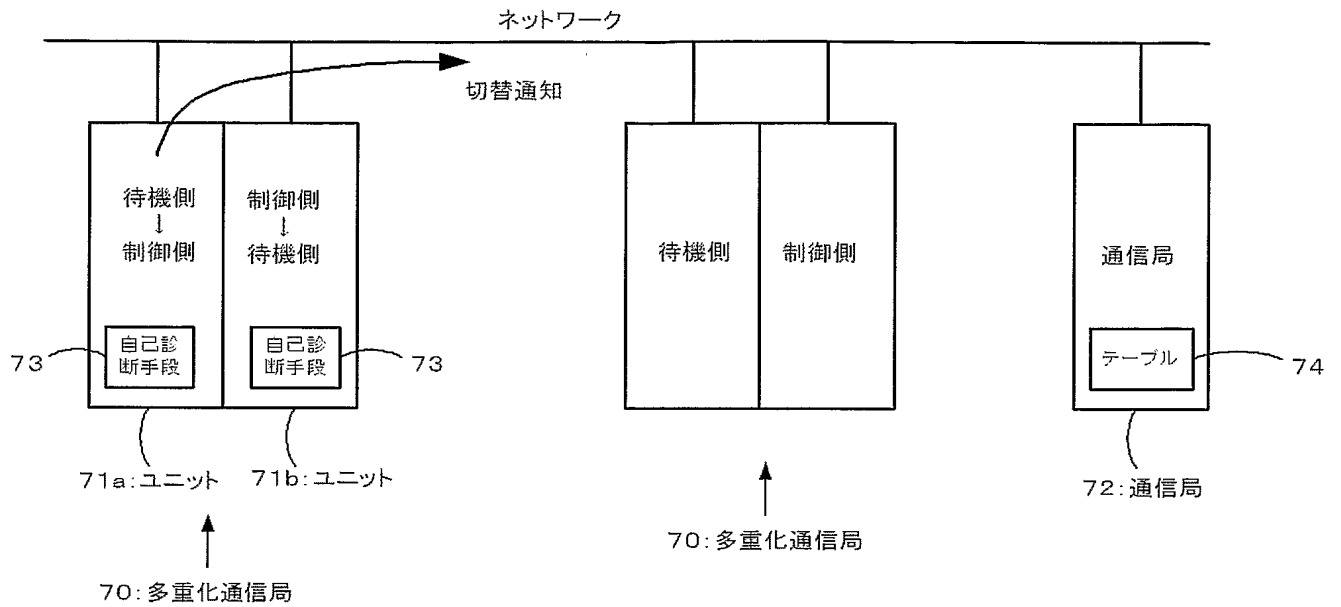 ネットワーク
切替通知
待機側
↓
制御側
制御側
↓
待機側
自己診
断手段
自己診
断手段
73
73
71a:ユニット
71b:ユニット
70:多重化通信局
待機側
制御側
70:多重化通信局
通信局
テーブル
74
72:通信局